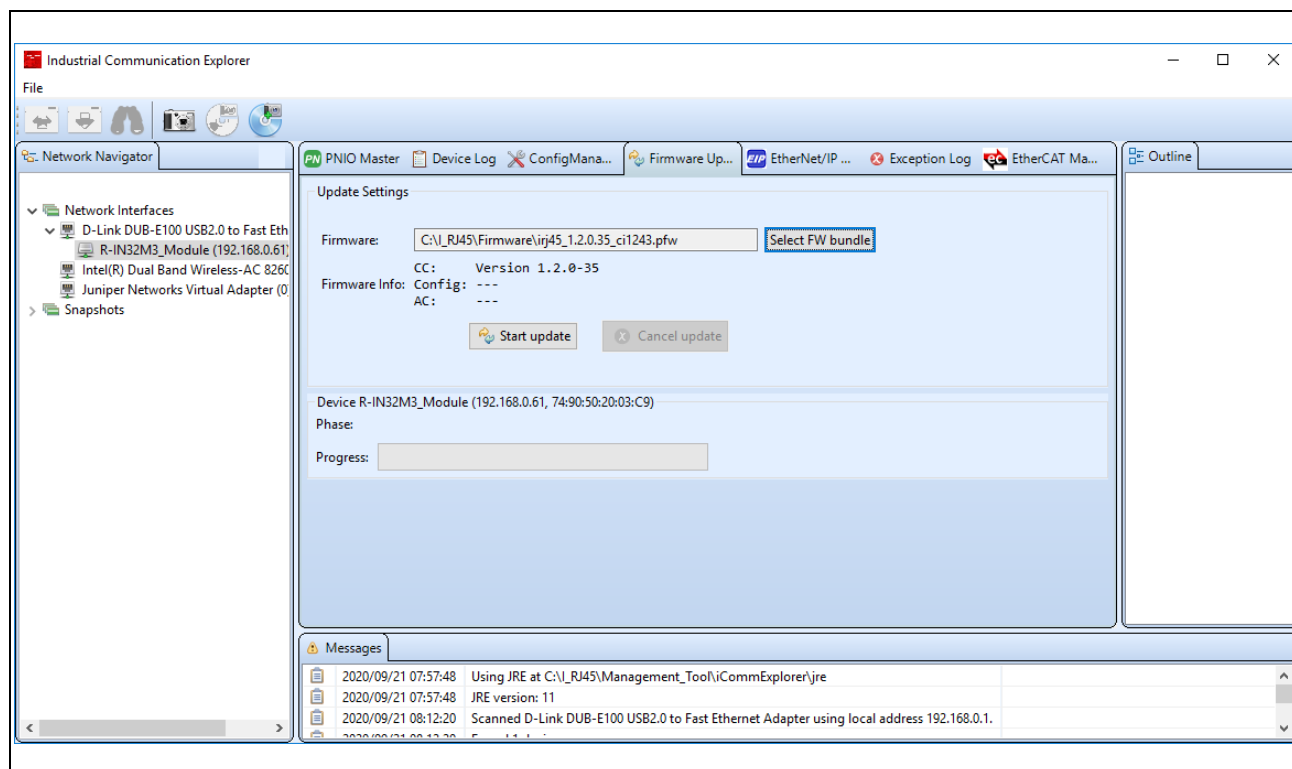 Industrial Communication Explorer
File
Network Navigator
Network Interfaces
D-Link DUB-E100 USB2.0 to Fast Eth
R-IN32M3_Module (192.168.0.61)
Intel(R) Dual Band Wireless-AC 8260
Juniper Networks Virtual Adapter (0
Snapshots
PNIO Master Device Log ConfigMana... Firmware Up... EtherNet/IP ... Exception Log EtherCAT Ma...
Update Settings
Firmware: C:\I_RJ45\Firmware\irj45_1.2.0.35_ci1243.pfw Select FW bundle
CC: Version 1.2.0-35
Firmware Info: Config: ---
AC: ---
Start update Cancel update
Device R-IN32M3_Module (192.168.0.61, 74:90:50:20:03:C9)
Phase:
Progress:
Outline
Messages
2020/09/21 07:57:48 Using JRE at C:\I_RJ45\Management_Tool\iCommExplorer\jre
2020/09/21 07:57:48 JRE version: 11
2020/09/21 08:12:20 Scanned D-Link DUB-E100 USB2.0 to Fast Ethernet Adapter using local address 192.168.0.1.